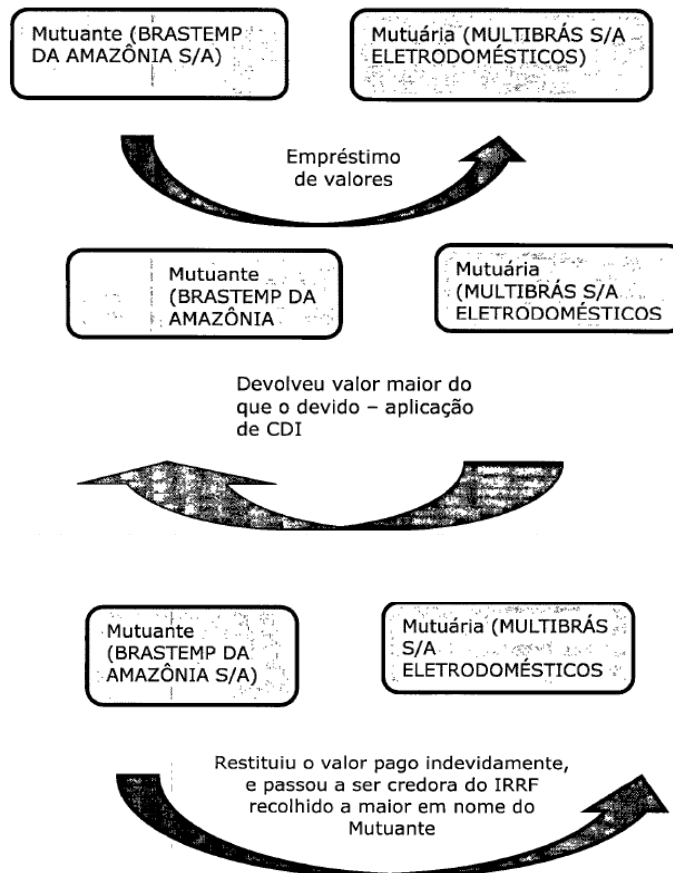 Mutuante (BRASTEMP
DA AMAZÔNIA S/A)
Mutuária (MULTIBRÁS S/A
ELETRODOMÉSTICOS)
Empréstimo
de valores
Mutuante
(BRASTEMP DA
AMAZÔNIA
Mutuária
(MULTIBRÁS S/A
ELETRODOMÉSTICOS
Devolveu valor maior do
que o devido – aplicação
de CDI
Mutuante
(BRASTEMP DA
AMAZÔNIA S/A)
Mutuária (MULTIBRÁS
S/A
ELETRODOMÉSTICOS
Restituiu o valor pago indevidamente,
e passou a ser credora do IRRF
recolhido a maior em nome do
Mutuante